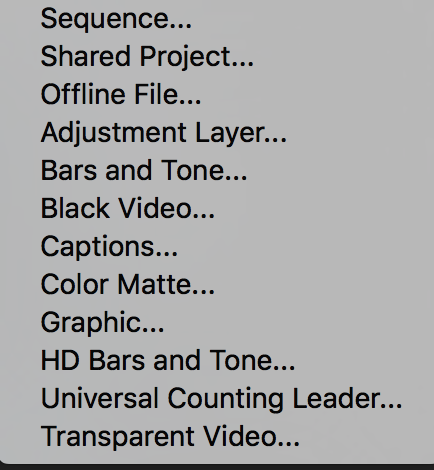 Sequence...
Shared Project...
Offline File...
Adjustment Layer...
Bars and Tone...
Black Video...
Captions...
Color Matte...
Graphic...
HD Bars and Tone...
Universal Counting Leader...
Transparent Video...